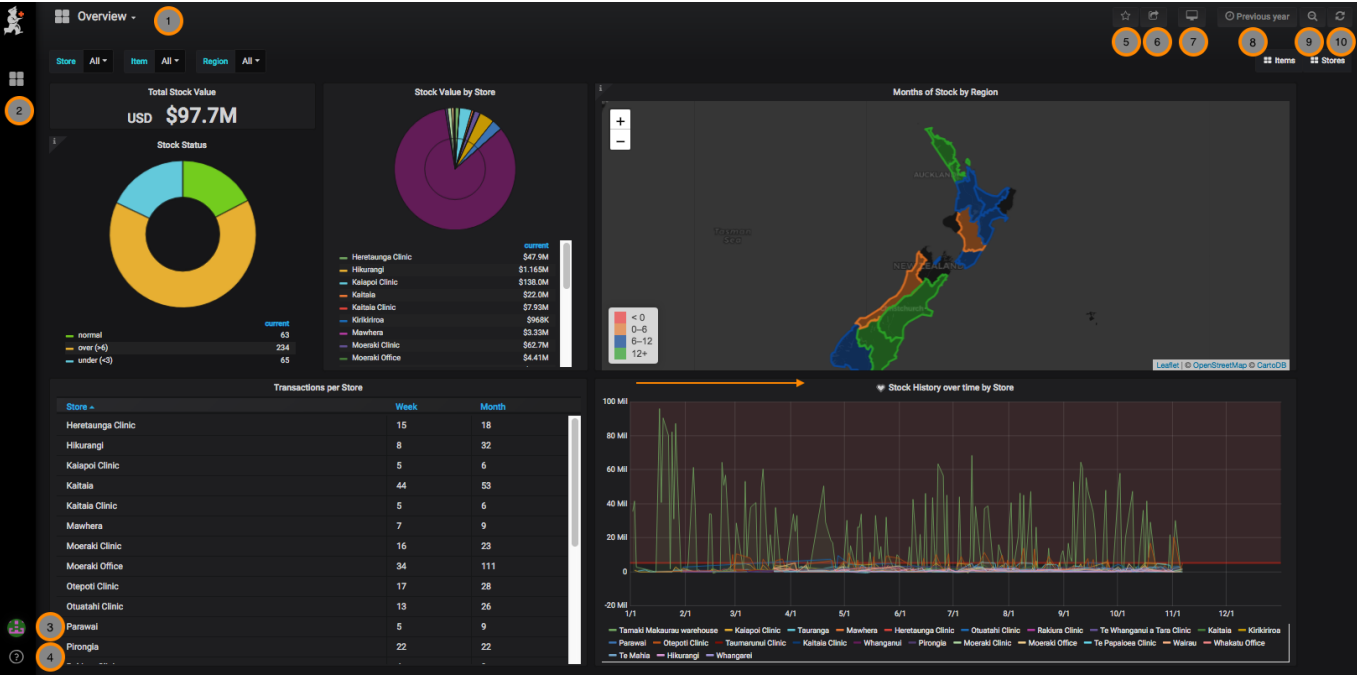 Overview
1
5
6
7
Previous year
8
9
10
Store All Item All Region All
Items Stores
2
Total Stock Value
USD $97.7M
Stock Status
current
normal 63
over (>6) 234
under (<3) 65
Stock Value by Store
current
Heretaunga Clinic $47.9M
Hikurangi $1.165M
Kaiapoi Clinic $138.0M
Kaitaia $22.0M
Kaitaia Clinic $7.93M
Kirikiriroa $968K
Mawhera $3.33M
Moeraki Clinic $62.7M
Moeraki Office $4.41M
Months of Stock by Region
+
−
AUCKLAN
Tasman
Sea
NEW ZEALAND
< 0
0–6
6–12
12+
Leaflet | © OpenStreetMap © CartoDB
Transactions per Store
Store Week Month
Heretaunga Clinic 15 18
Hikurangi 8 32
Kaiapoi Clinic 5 6
Kaitaia 44 53
Kaitaia Clinic 5 6
Mawhera 7 9
Moeraki Clinic 16 23
Moeraki Office 34 111
Otepoti Clinic 17 28
Otuatahi Clinic 13 26
Parawai 5 9
Pirongia 22 22
3
4
Stock History over time by Store
100 Mil
80 Mil
60 Mil
40 Mil
20 Mil
0
-20 Mil
1/1 2/1 3/1 4/1 5/1 6/1 7/1 8/1 9/1 10/1 11/1 12/1
Tamaki Makaurau warehouse Kaiapoi Clinic Tauranga Mawhera Heretaunga Clinic Otuatahi Clinic Rakiura Clinic Te Whanganui a Tara Clinic Kaitaia Kirikiriroa
Parawai Otepoti Clinic Taumarunui Clinic Kaitaia Clinic Whanganui Pirongia Moeraki Clinic Moeraki Office Te Papaioea Clinic Wairau Whakatu Office
Te Mahia Hikurangi Whangarei